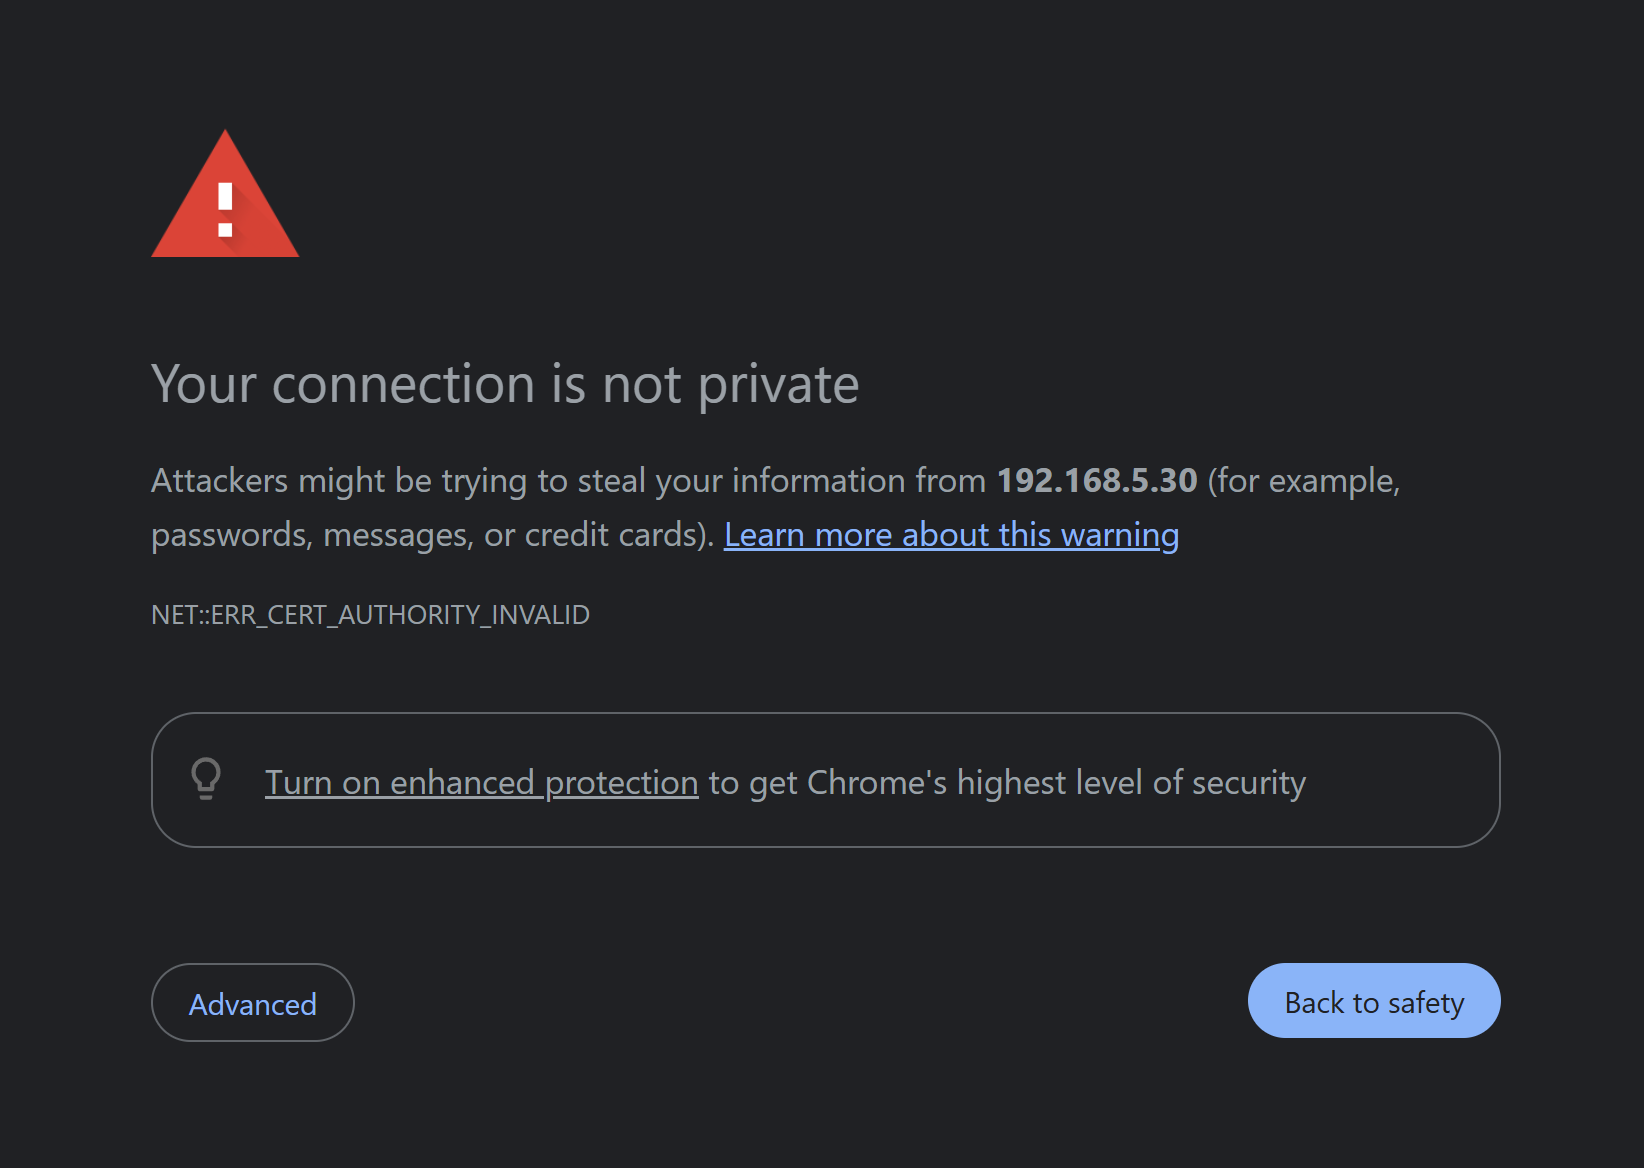 Your connection is not private
Attackers might be trying to steal your information from 192.168.5.30 (for example,
passwords, messages, or credit cards). Learn more about this warning
NET::ERR_CERT_AUTHORITY_INVALID
Turn on enhanced protection to get Chrome's highest level of security
Advanced
Back to safety